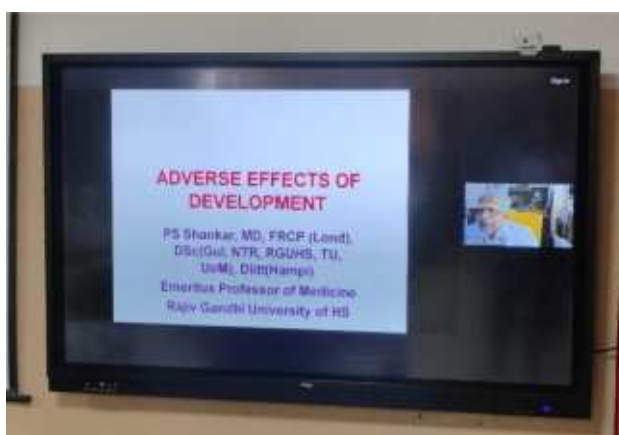 ADVERSE EFFECTS OF
DEVELOPMENT
PS Shankar, MD, FRCP (Lond),
DSc(Gul, NTR, RGUHS, TU,
UoM), Dlitt(Hampi)
Emeritus Professor of Medicine
Rajiv Gandhi University of HS